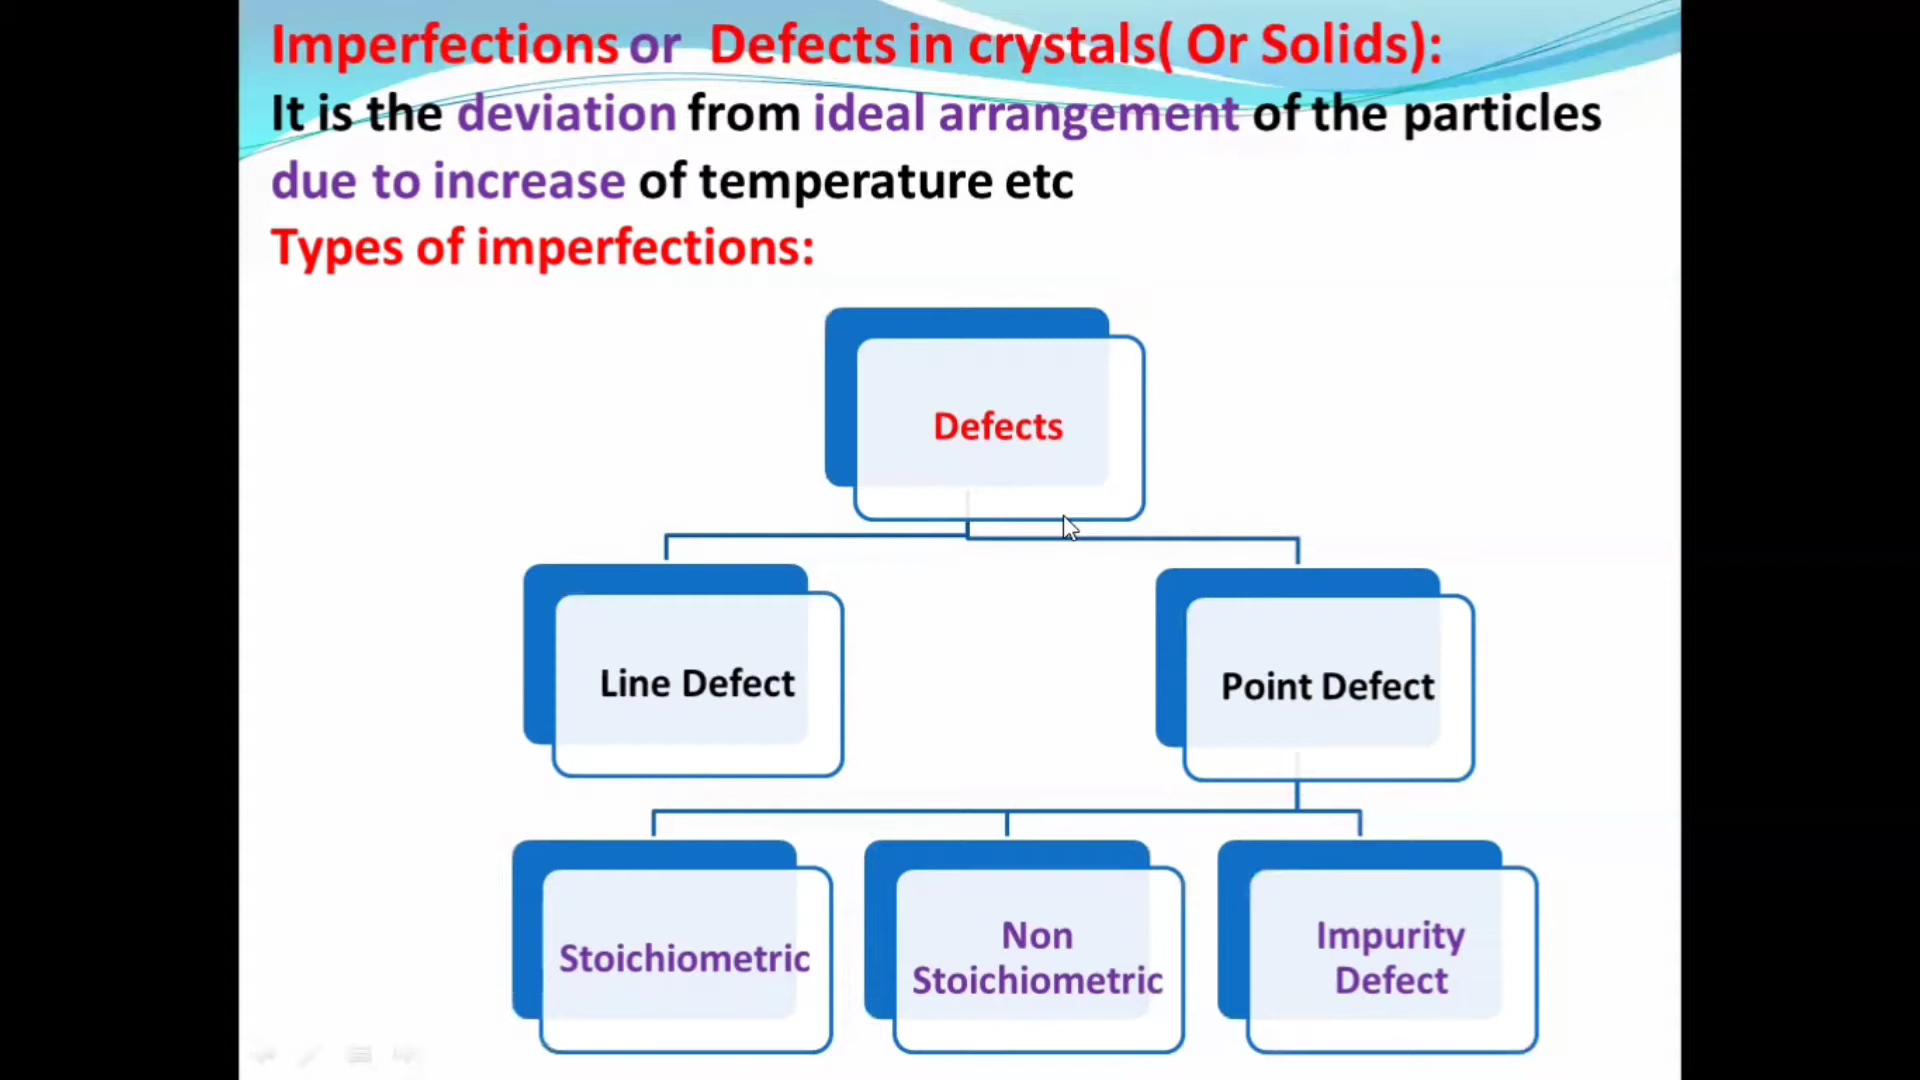 Imperfections or Defects in crystals( Or Solids):
It is the deviation from ideal arrangement of the particles
due to increase of temperature etc
Types of imperfections:
Defects
Line Defect
Point Defect
Stoichiometric
Non
Stoichiometric
Impurity
Defect